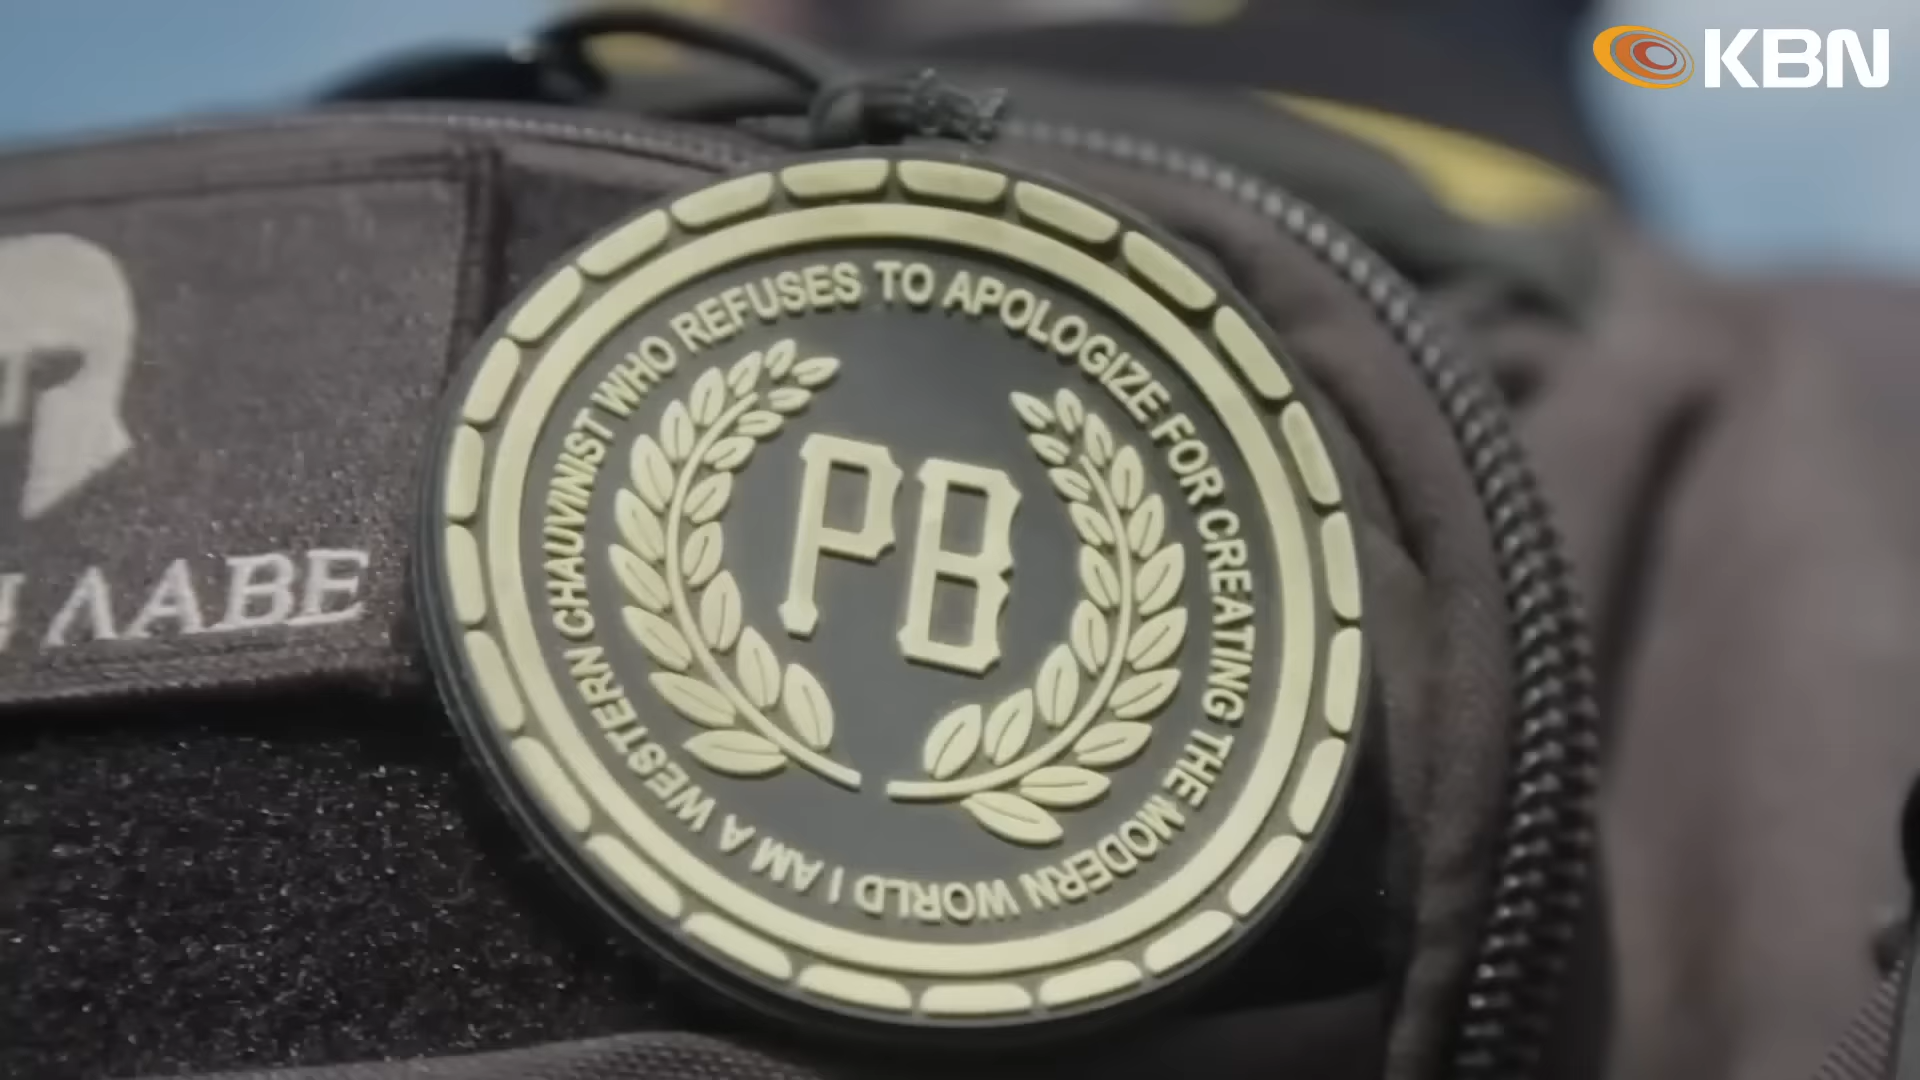 KBN
I AM A WESTERN CHAUVINIST WHO REFUSES TO APOLOGIZE FOR CREATING THE MODERN WORLD
PB
ΛΑΒΕ